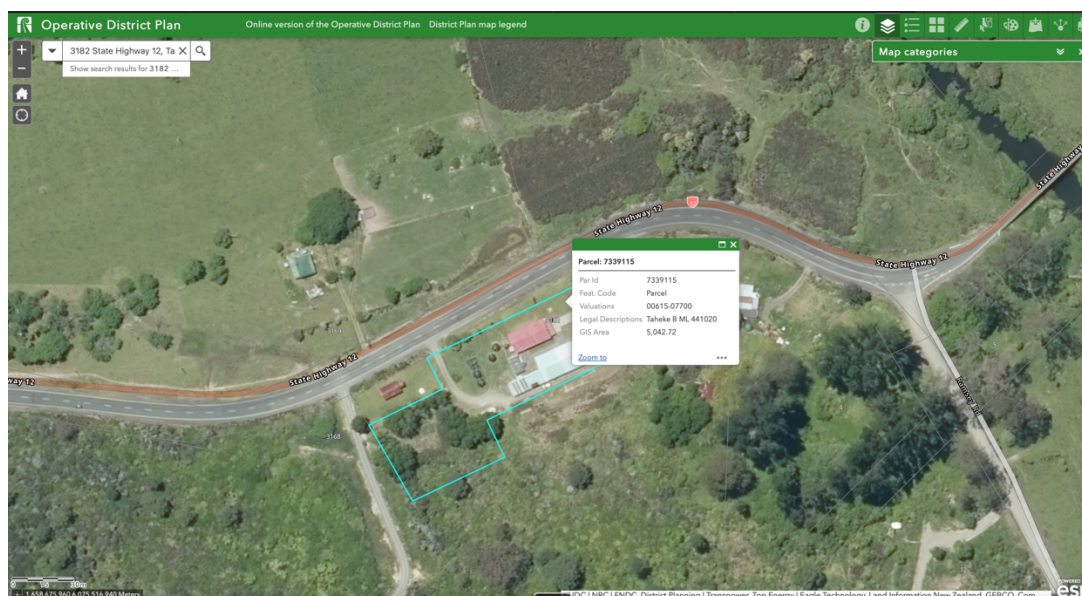 Operative District Plan
Online version of the Operative District Plan District Plan map legend
3182 State Highway 12, Ta
Show search results for 3182 ...
Map categories
State Highway 12
State Highway
State Highway 12
State Highway 12
way 12
3168
Parcel: 7339115
Par Id 7339115
Feat. Code Parcel
Valuations 00615-07700
Legal Descriptions Taheke B ML 441020
GIS Area 5,042.72
Zoom to
POWERED
esri